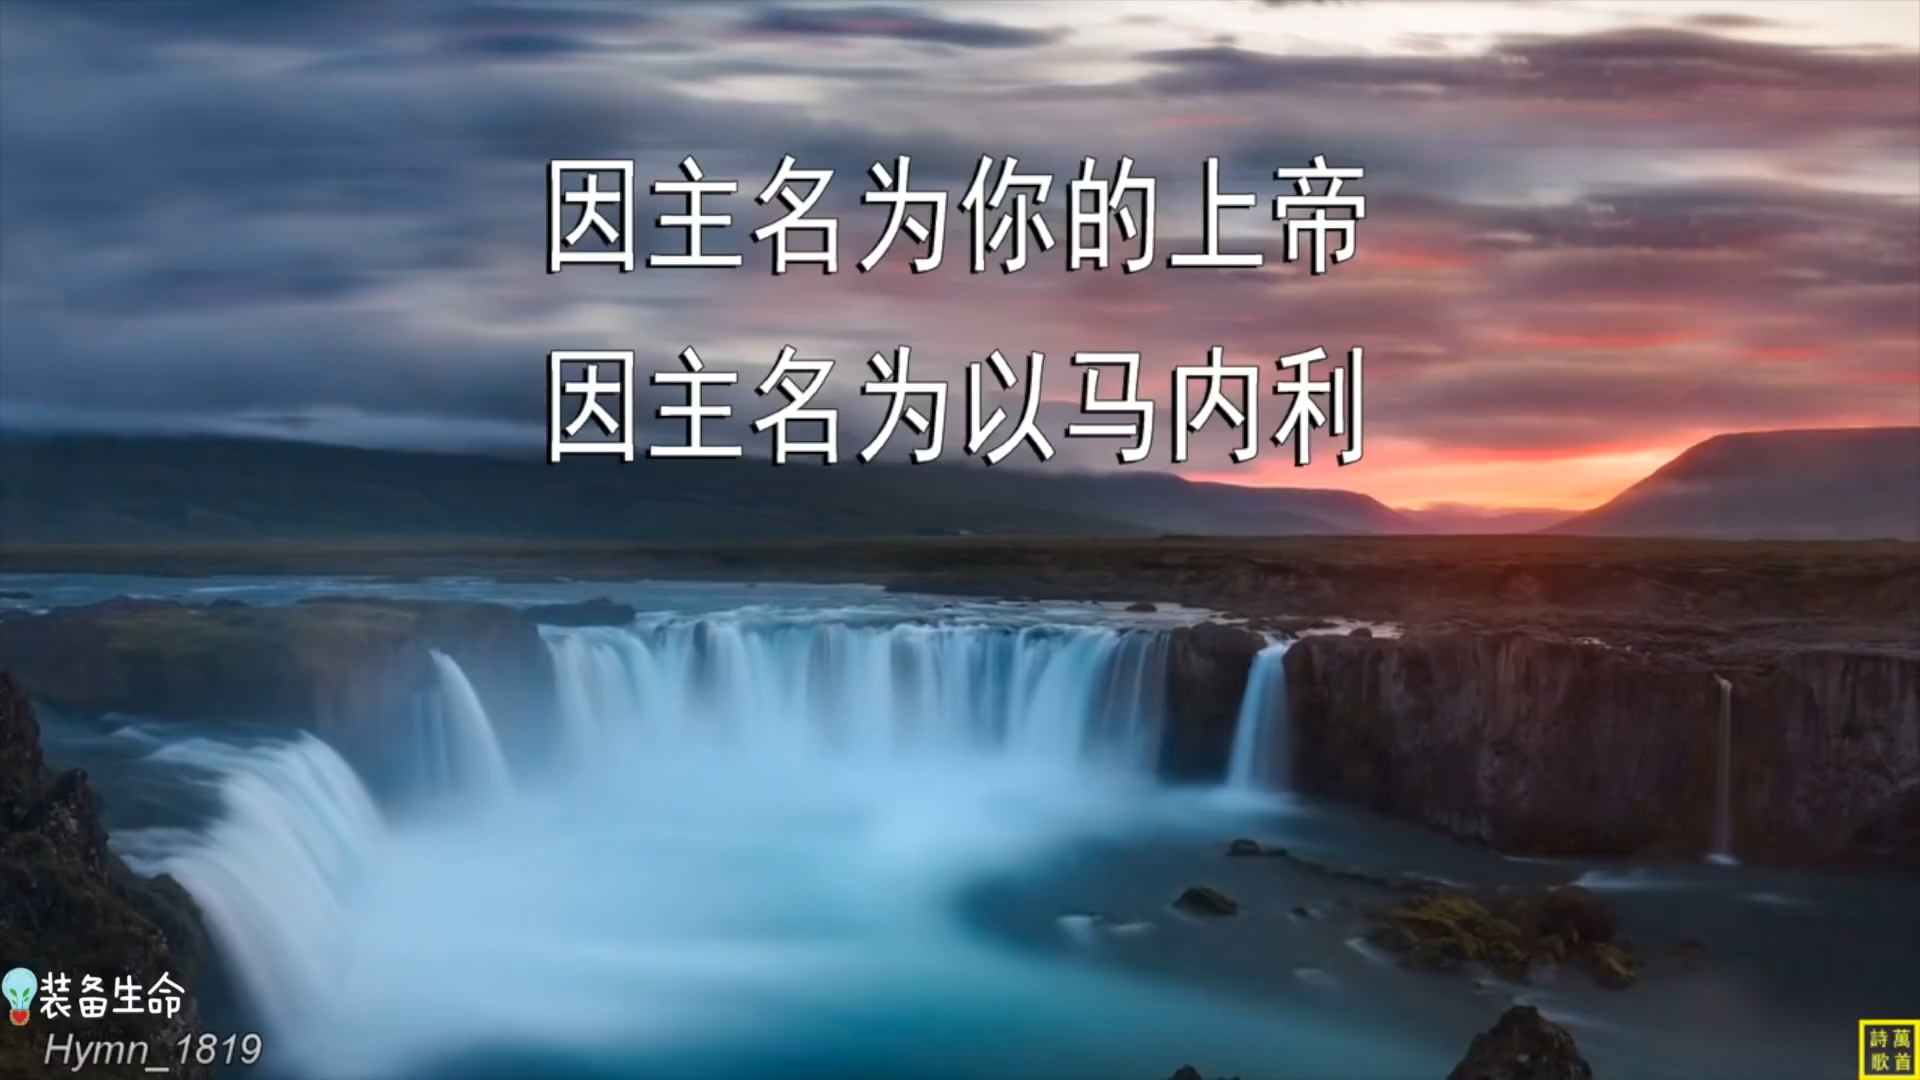 因主名为你的上帝
因主名为以马内利
装备生命
Hymn_1819
萬首
詩歌